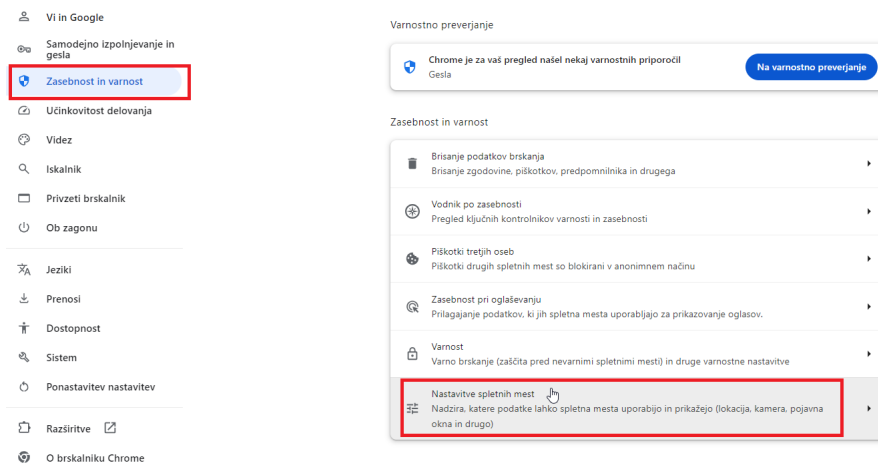 Vi in Google
Samodejno izpolnjevanje in
gesla
Zasebnost in varnost
Učinkovitost delovanja
Videz
Iskalnik
Privzeti brskalnik
Ob zagonu
Jeziki
Prenosi
Dostopnost
Sistem
Ponastavitev nastavitev
Razširitve
O brskalniku Chrome
Varnostno preverjanje
Chrome je za vaš pregled našel nekaj varnostnih priporočil
Gesla
Na varnostno preverjanje
Zasebnost in varnost
Brisanje podatkov brskanja
Brisanje zgodovine, piškotkov, predpomnilnika in drugega
Vodnik po zasebnosti
Pregled ključnih kontrolnikov varnosti in zasebnosti
Piškotki tretjih oseb
Piškotki drugih spletnih mest so blokirani v anonimnem načinu
Zasebnost pri oglaševanju
Prilagajanje podatkov, ki jih spletna mesta uporabljajo za prikazovanje oglasov.
Varnost
Varno brskanje (zaščita pred nevarnimi spletnimi mesti) in druge varnostne nastavitve
Nastavitve spletnih mest
Nadzira, katere podatke lahko spletna mesta uporabijo in prikažejo (lokacija, kamera, pojavna
okna in drugo)